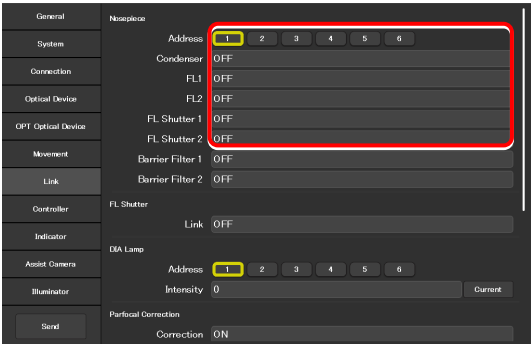 General
System
Connection
Optical Device
OPT Optical Device
Movement
Link
Controller
Indicator
Assist Camera
Illuminator
Send
Nosepiece
Address 1 2 3 4 5 6
Condenser OFF
FL1 OFF
FL2 OFF
FL Shutter 1 OFF
FL Shutter 2 OFF
Barrier Filter 1 OFF
Barrier Filter 2 OFF
FL Shutter
Link OFF
DIA Lamp
Address 1 2 3 4 5 6
Intensity 0 Current
Parfocal Correction
Correction ON